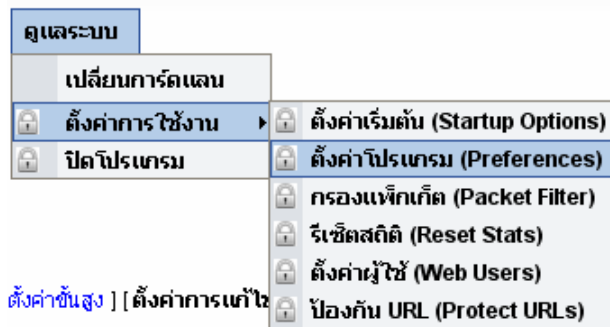 ดูแลระบบ
เปลี่ยนการ์ดแลน
ตั้งค่าการใช้งาน
ปิดโปรแกรม
ตั้งค่าเริ่มต้น (Startup Options)
ตั้งค่าโปรแกรม (Preferences)
กรองแพ็กเก็ต (Packet Filter)
รีเซ็ตสถิติ (Reset Stats)
ตั้งค่าผู้ใช้ (Web Users)
ป้องกัน URL (Protect URLs)
ตั้งค่าขั้นสูง ] [ ตั้งค่าการแก้ไข